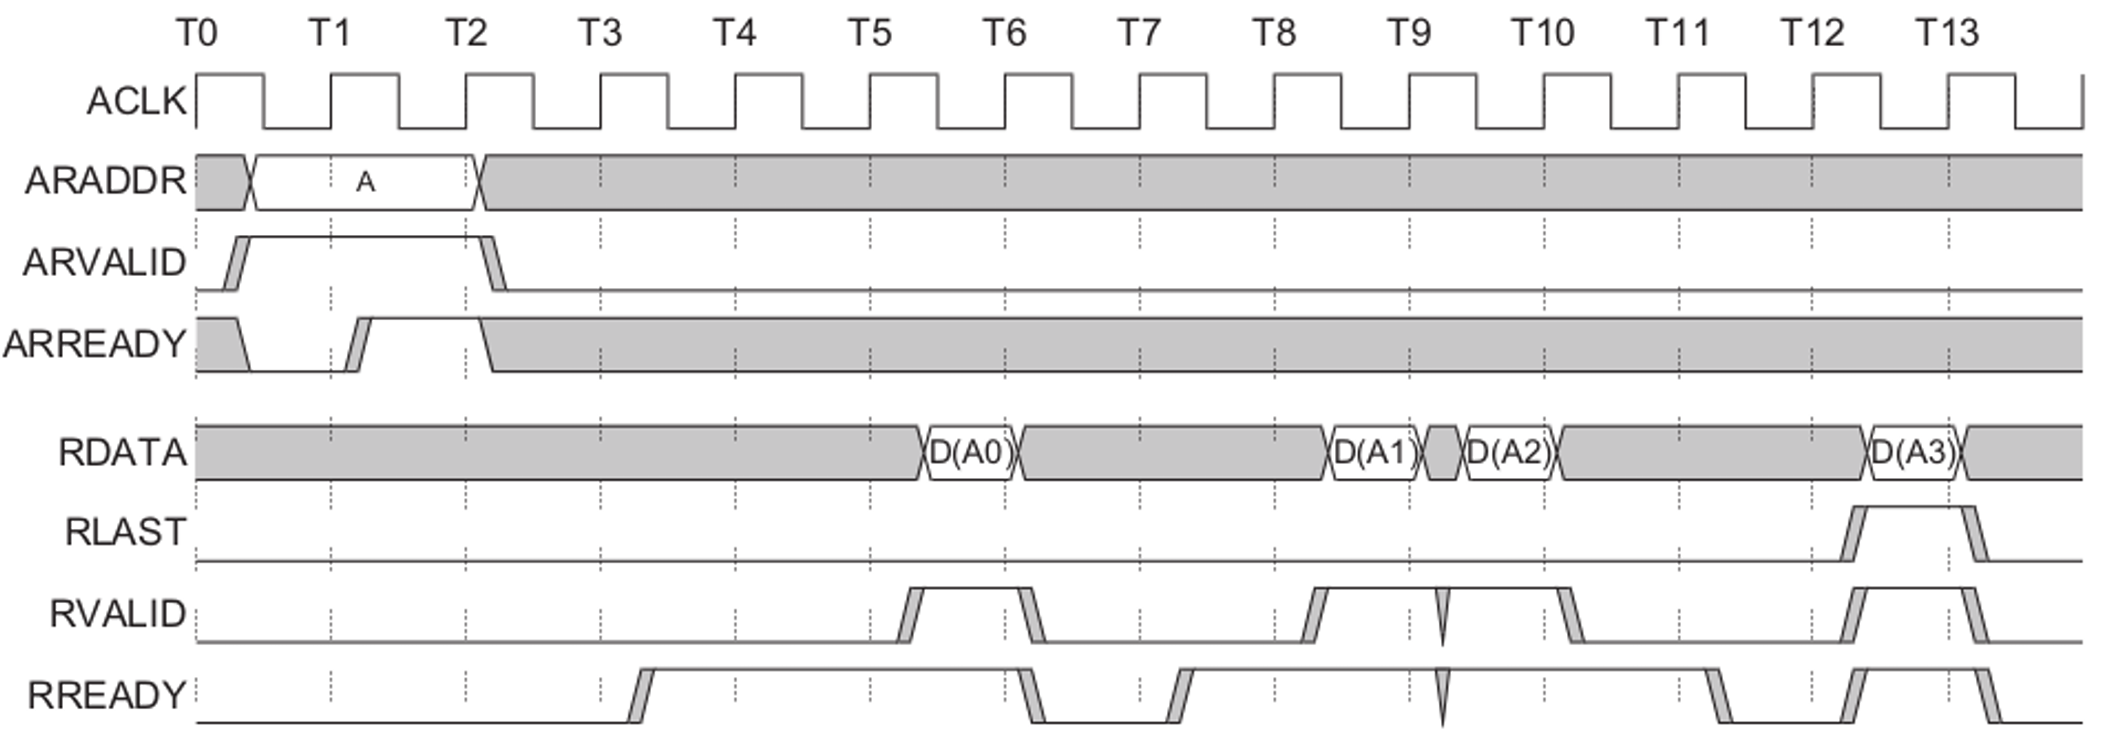 T0 T1 T2 T3 T4 T5 T6 T7 T8 T9 T10 T11 T12 T13
ACLK
ARADDR A
ARVALID
ARREADY
RDATA D(A0) D(A1) D(A2) D(A3)
RLAST
RVALID
RREADY